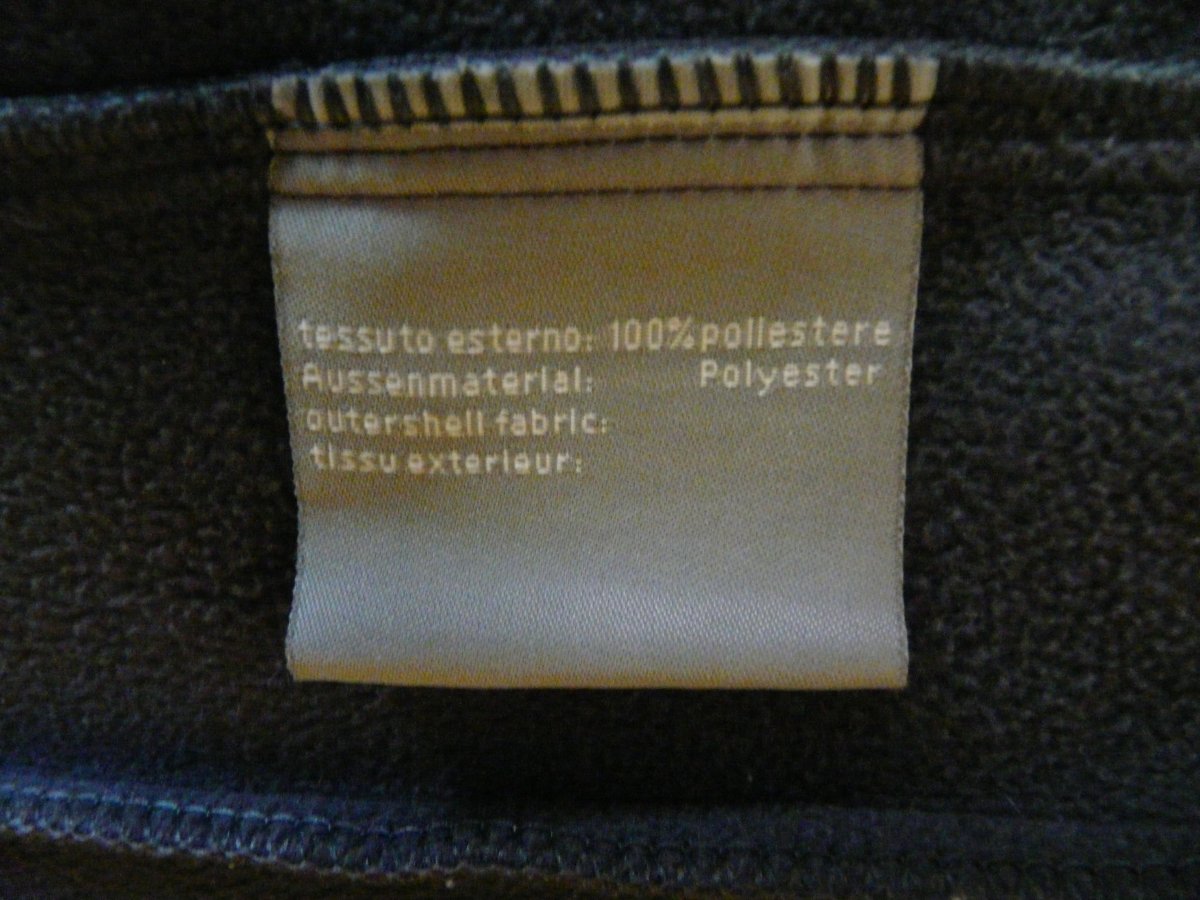 tessuto esterno: 100% poliestere
Aussenmaterial: Polyester
outershell fabric:
tissu exterieur: